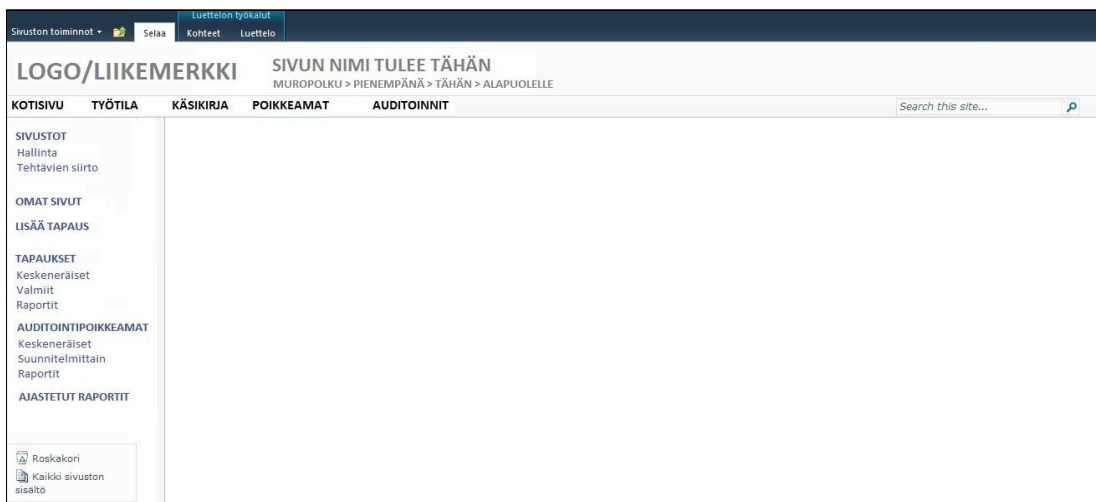 Luettelon työkalut
Sivuston toiminnot Selaa Kohteet Luettelo
LOGO/LIIKEMERKKI
SIVUN NIMI TULEE TÄHÄN
MUROPOLKU > PIENEMPÄNÄ > TÄHÄN > ALAPUOLELLE
KOTISIVU TYÖTILA KÄSIKIRJA POIKKEAMAT AUDITOINNIT Search this site...
SIVUSTOT
Hallinta
Tehtävien siirto
OMAT SIVUT
LISÄÄ TAPAUS
TAPAUKSET
Keskeneräiset
Valmiit
Raportit
AUDITOINTIPOIKKEAMAT
Keskeneräiset
Suunnitelmittain
Raportit
AJASTETUT RAPORTIT
Roskakori
Kaikki sivuston
sisältö